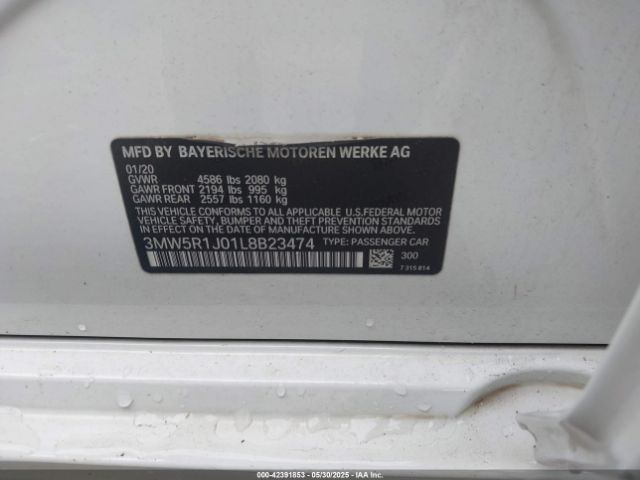 MFD BY BAYERISCHE MOTOREN WERKE AG
01/20
GVWR 4586 lbs 2080 kg
GAWR FRONT 2194 lbs 995 kg
GAWR REAR 2557 lbs 1160 kg
THIS VEHICLE CONFORMS TO ALL APPLICABLE U.S.FEDERAL MOTOR
VEHICLE SAFETY, BUMPER AND THEFT PREVENTION STANDARDS
IN EFFECT ON THE DATE OF MANUFACTURE SHOWN ABOVE.
3MW5R1J01L8B23474 TYPE: PASSENGER CAR
300
7 315 814
000-42391853 05/30/2025 - IAAI.COM